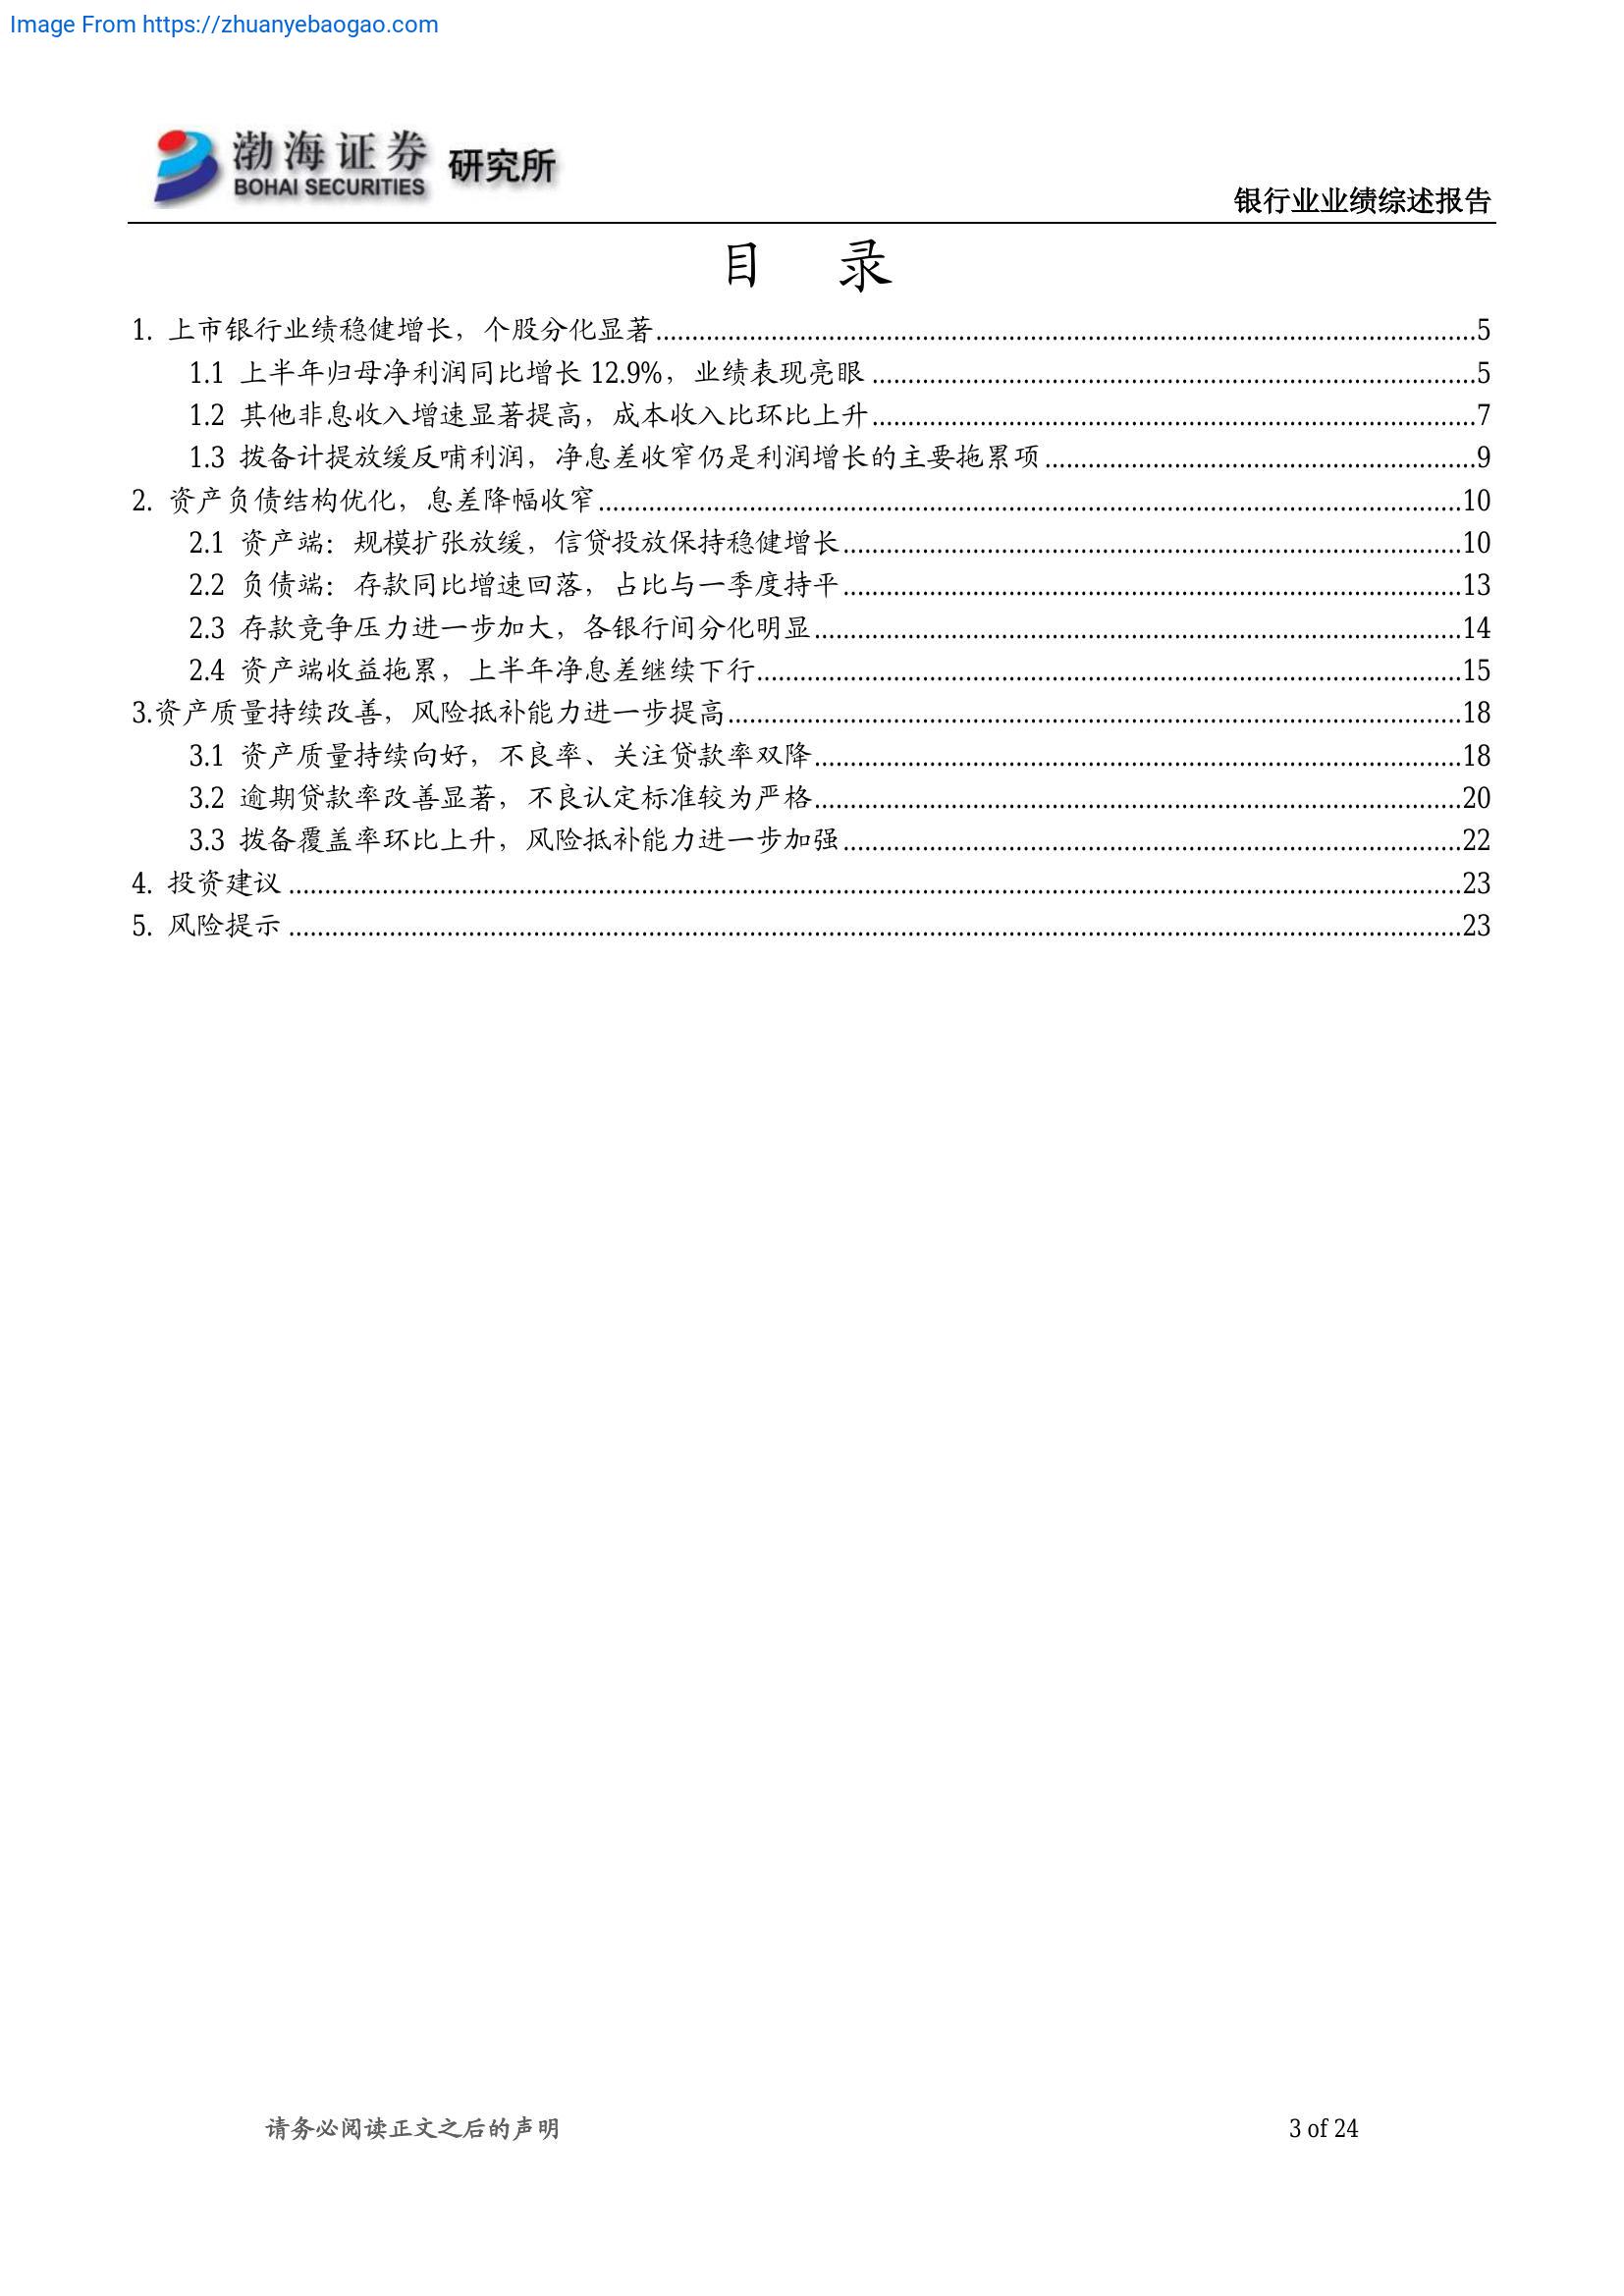 Image From https://zhuanyebaogao.com
渤海证券 研究所
BOHAI SECURITIES
银行业业绩综述报告
目 录
1. 上市银行业绩稳健增长，个股分化显著........................5
1.1 上半年归母净利润同比增长 12.9%，业绩表现亮眼........................5
1.2 其他非息收入增速显著提高，成本收入比环比上升........................7
1.3 拨备计提放缓反哺利润，净息差收窄仍是利润增长的主要拖累项........................9
2. 资产负债结构优化，息差降幅收窄........................10
2.1 资产端：规模扩张放缓，信贷投放保持稳健增长........................10
2.2 负债端：存款同比增速回落，占比与一季度持平........................13
2.3 存款竞争压力进一步加大，各银行间分化明显........................14
2.4 资产端收益拖累，上半年净息差继续下行........................15
3.资产质量持续改善，风险抵补能力进一步提高........................18
3.1 资产质量持续向好，不良率、关注贷款率双降........................18
3.2 逾期贷款率改善显著，不良认定标准较为严格........................20
3.3 拨备覆盖率环比上升，风险抵补能力进一步加强........................22
4. 投资建议........................23
5. 风险提示........................23
请务必阅读正文之后的声明
3 of 24